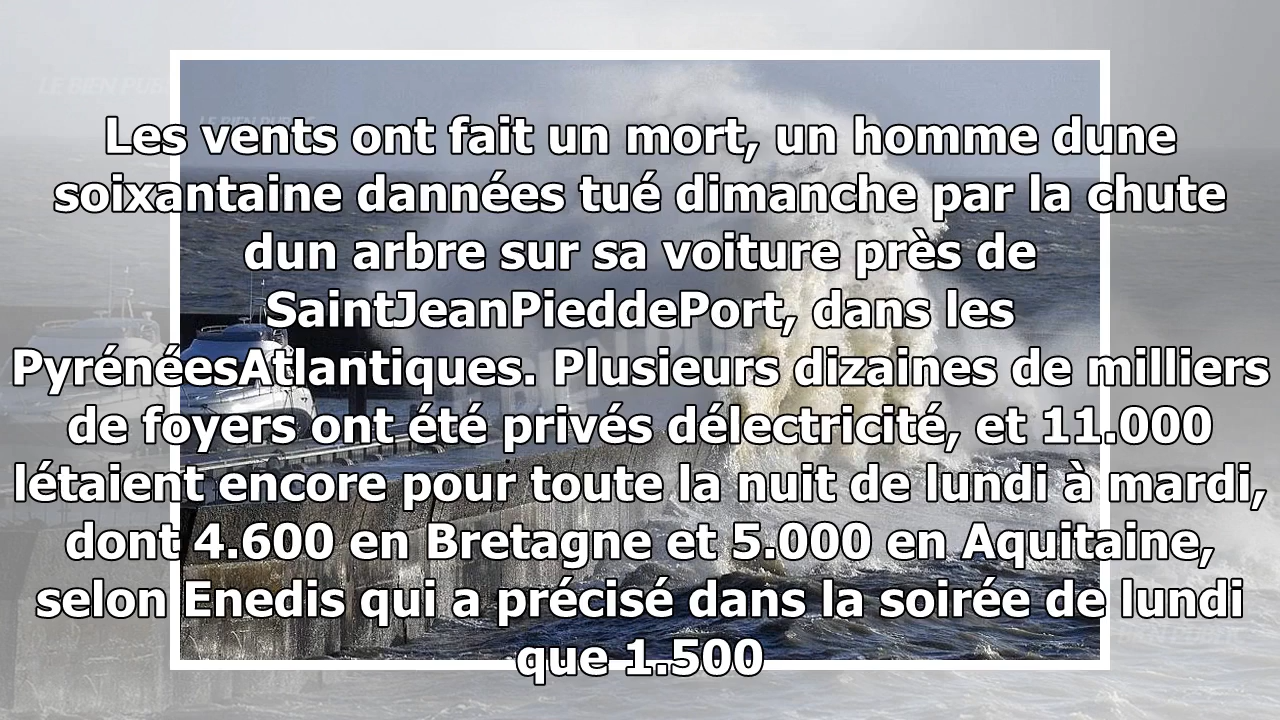 LE BIEN PUBLIC
Les vents ont fait un mort, un homme dune
soixantaine dannées tué dimanche par la chute
dun arbre sur sa voiture près de
SaintJeanPieddePort, dans les
PyrénéesAtlantiques. Plusieurs dizaines de milliers
de foyers ont été privés délectricité, et 11.000
létaient encore pour toute la nuit de lundi à mardi,
dont 4.600 en Bretagne et 5.000 en Aquitaine,
selon Enedis qui a précisé dans la soirée de lundi
que 1.500